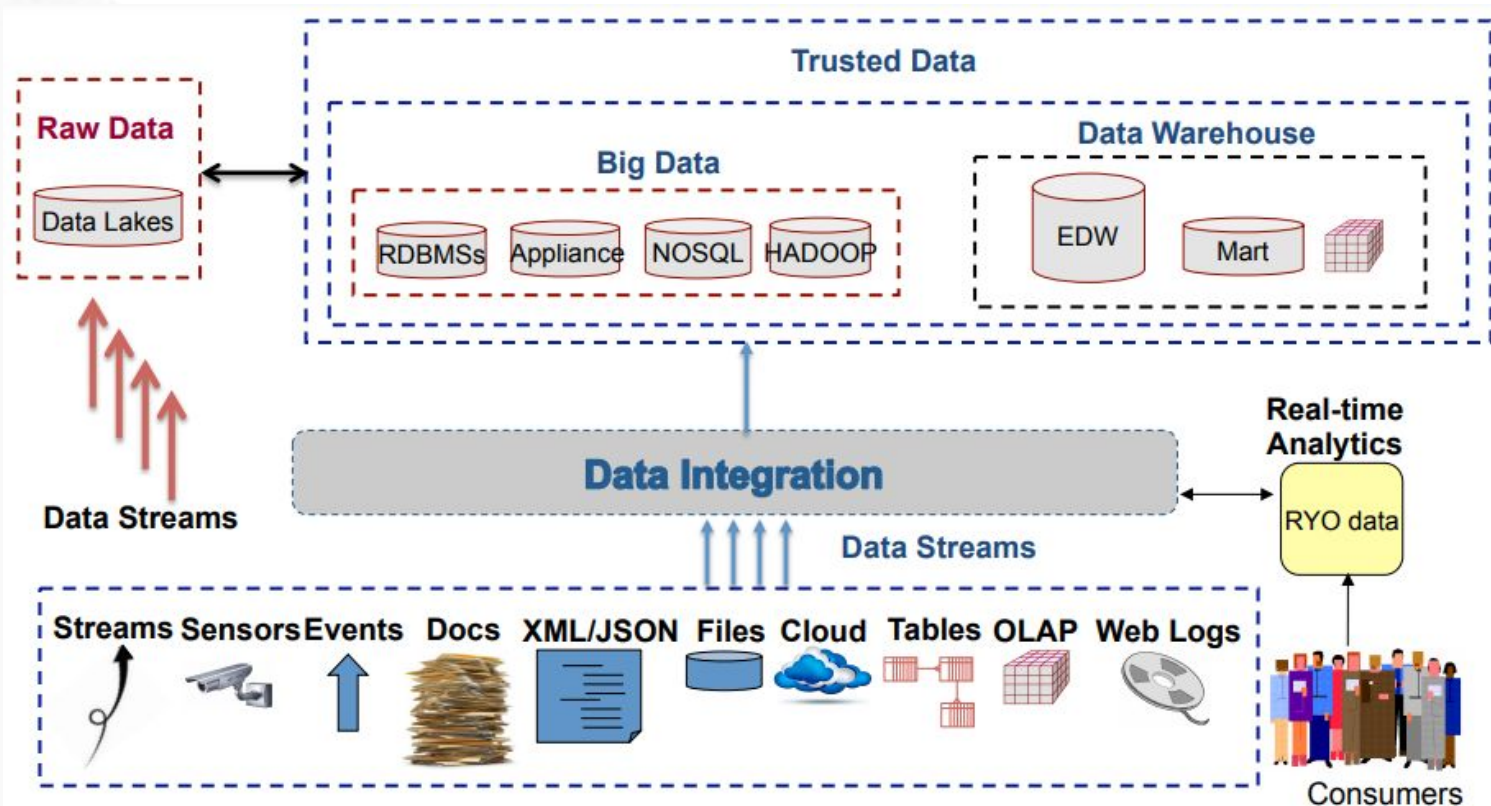 Trusted Data
Raw Data
Data Lakes
Big Data
RDBMSs
Appliance
NOSQL
HADOOP
Data Warehouse
EDW
Mart
Data Streams
Data Integration
Real-time
Analytics
RYO data
Data Streams
Streams
Sensors
Events
Docs
XML/JSON
Files
Cloud
Tables
OLAP
Web Logs
Consumers